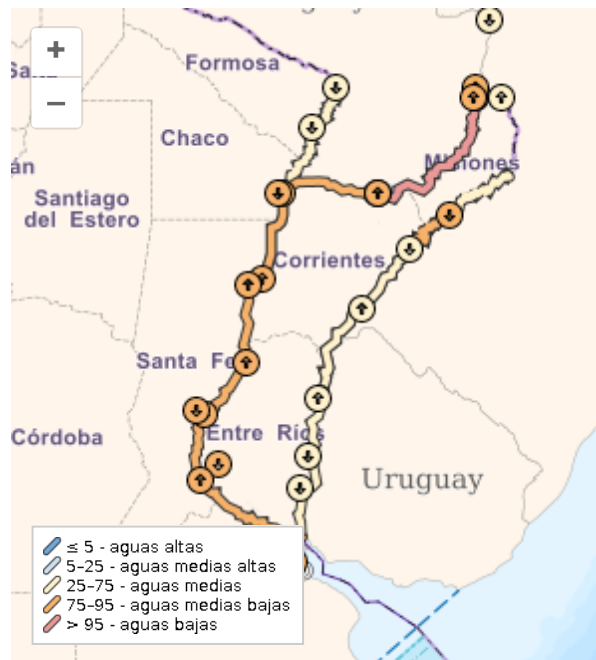 +
−
Formosa
Chaco
Misiones
Santiago
del Estero
Corrientes
Santa Fe
Entre Ríos
Córdoba
Uruguay
≤ 5 - aguas altas
5-25 - aguas medias altas
25-75 - aguas medias
75-95 - aguas medias bajas
> 95 - aguas bajas